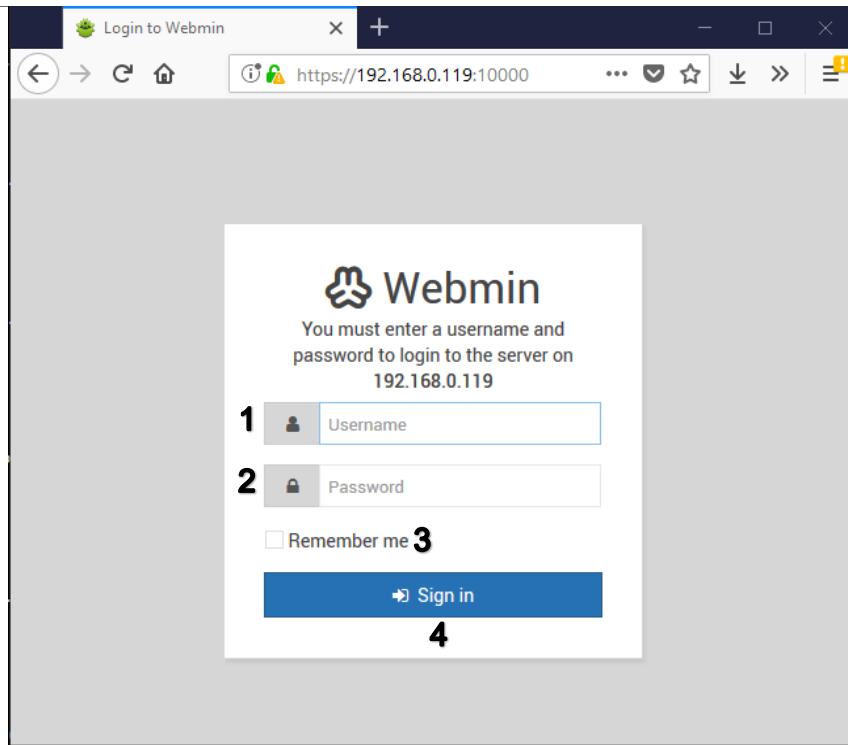 Login to Webmin
https://192.168.0.119:10000
Webmin
You must enter a username and
password to login to the server on
192.168.0.119
1 Username
2 Password
Remember me 3
Sign in
4